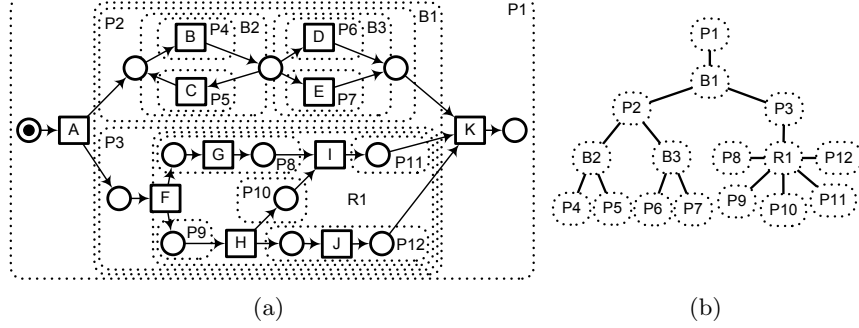 P2 P4 B2 P6 B3 B1 P1
B D
C E
P5 P7
A K
P3
G I
P8 P11
F P10 R1
P9 H J P12
(a)
P1
B1
P2 P3
B2 B3 P8 R1 P12
P4 P5 P6 P7 P9 P10 P11
(b)